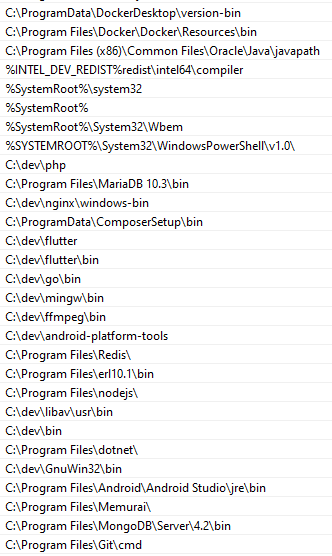 C:\ProgramData\DockerDesktop\version-bin
C:\Program Files\Docker\Docker\Resources\bin
C:\Program Files (x86)\Common Files\Oracle\Java\javapath
%INTEL_DEV_REDIST%redist\intel64\compiler
%SystemRoot%\system32
%SystemRoot%
%SystemRoot%\System32\Wbem
%SYSTEMROOT%\System32\WindowsPowerShell\v1.0\
C:\dev\php
C:\Program Files\MariaDB 10.3\bin
C:\dev\nginx\windows-bin
C:\ProgramData\ComposerSetup\bin
C:\dev\flutter
C:\dev\flutter\bin
C:\dev\go\bin
C:\dev\mingw\bin
C:\dev\ffmpeg\bin
C:\dev\android-platform-tools
C:\Program Files\Redis\
C:\Program Files\erl10.1\bin
C:\Program Files\nodejs\
C:\dev\libav\usr\bin
C:\dev\bin
C:\Program Files\dotnet\
C:\dev\GnuWin32\bin
C:\Program Files\Android\Android Studio\jre\bin
C:\Program Files\Memurai\
C:\Program Files\MongoDB\Server\4.2\bin
C:\Program Files\Git\cmd